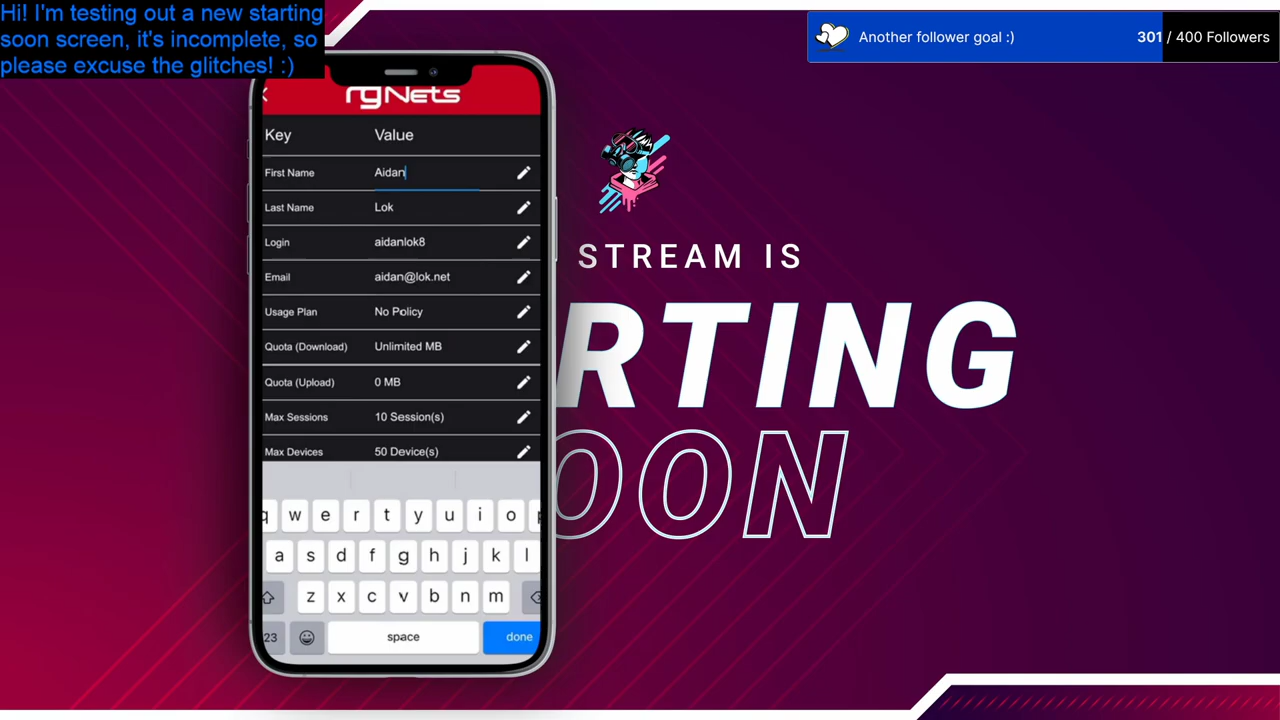 Hi! I'm testing out a new starting
soon screen, it's incomplete, so
please excuse the glitches! :)
Another follower goal :)
301 / 400 Followers
rgNets
Key Value
First Name Aidan
Last Name Lok
Login aidanlok8
Email aidan@lok.net
Usage Plan No Policy
Quota (Download) Unlimited MB
Quota (Upload) 0 MB
Max Sessions 10 Session(s)
Max Devices 50 Device(s)
q w e r t y u i o p
a s d f g h j k l
z x c v b n m
23 space done
STREAM IS
RTING
OON